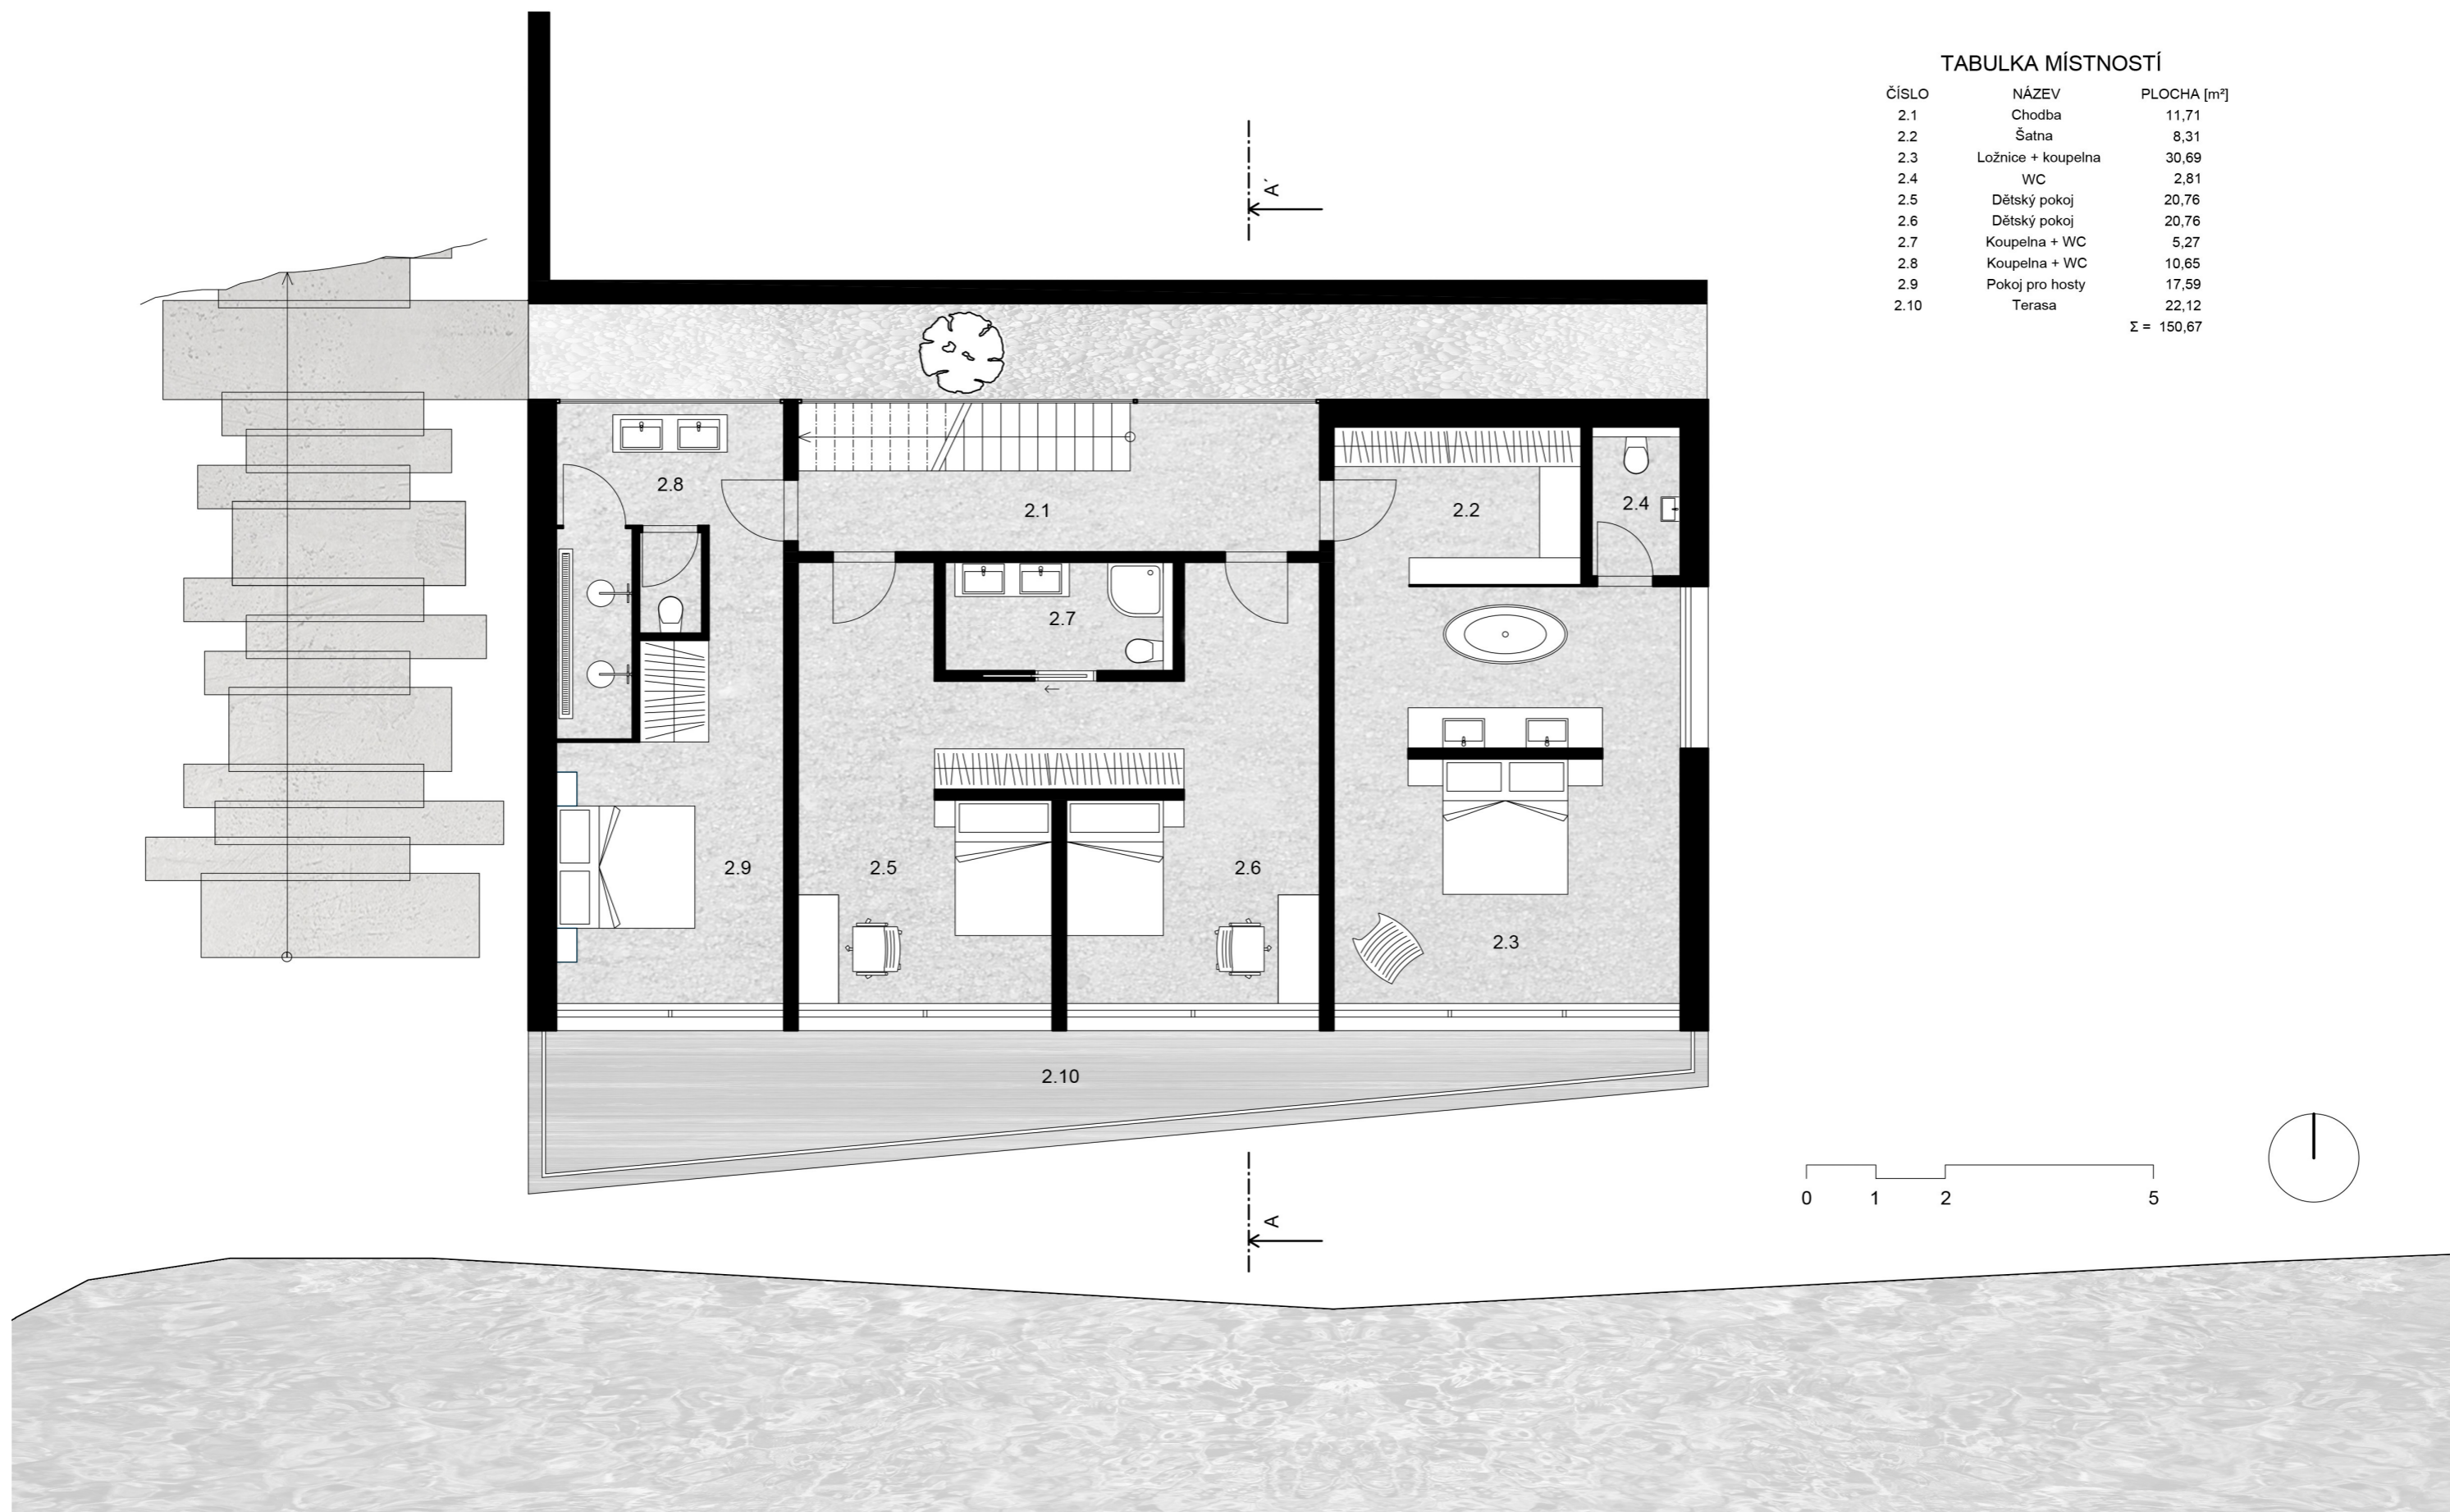 TABULKA MÍSTNOSTÍ
ČÍSLO NÁZEV PLOCHA [m²]
2.1 Chodba 11,71
2.2 Šatna 8,31
2.3 Ložnice + koupelna 30,69
2.4 WC 2,81
2.5 Dětský pokoj 20,76
2.6 Dětský pokoj 20,76
2.7 Koupelna + WC 5,27
2.8 Koupelna + WC 10,65
2.9 Pokoj pro hosty 17,59
2.10 Terasa 22,12
Σ = 150,67
A´
2.8
2.1
2.2
2.4
2.7
2.9
2.5
2.6
2.3
2.10
A
0 1 2 5